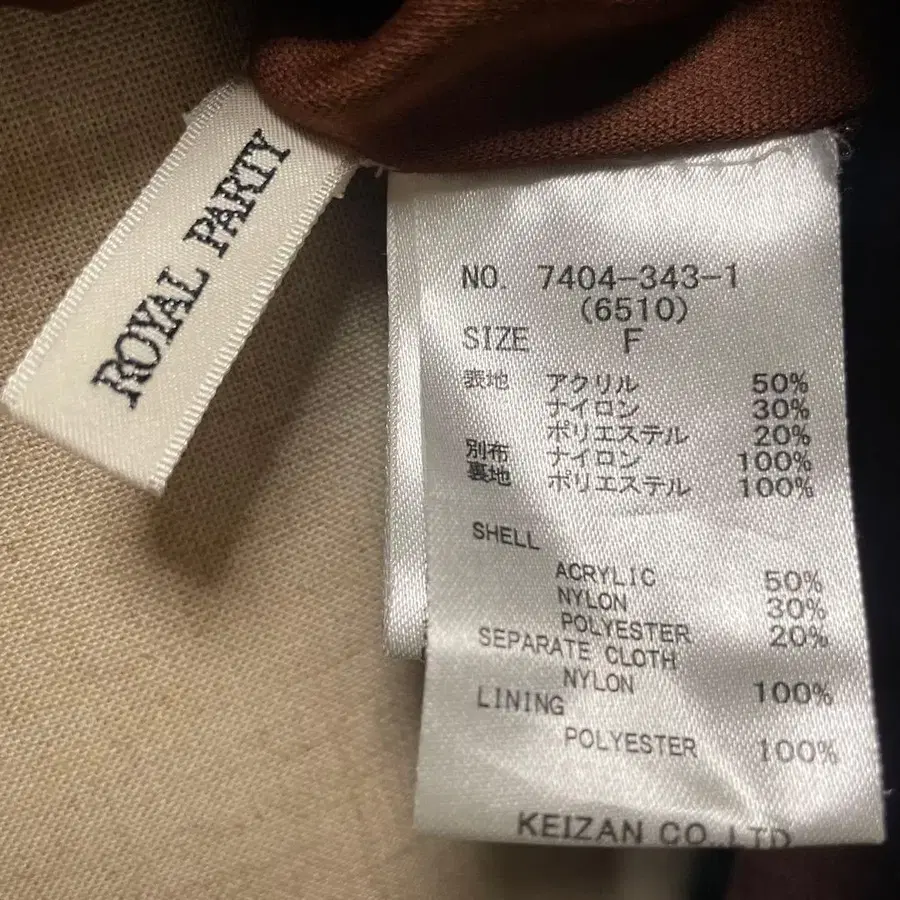 ROYAL PARTY
NO. 7404-343-1
(6510)
SIZE F
表地 アクリル 50%
ナイロン 30%
ポリエステル 20%
別布 ナイロン 100%
裏地 ポリエステル 100%
SHELL
ACRYLIC 50%
NYLON 30%
POLYESTER 20%
SEPARATE CLOTH
NYLON 100%
LINING
POLYESTER 100%
KEIZAN CO.,LTD